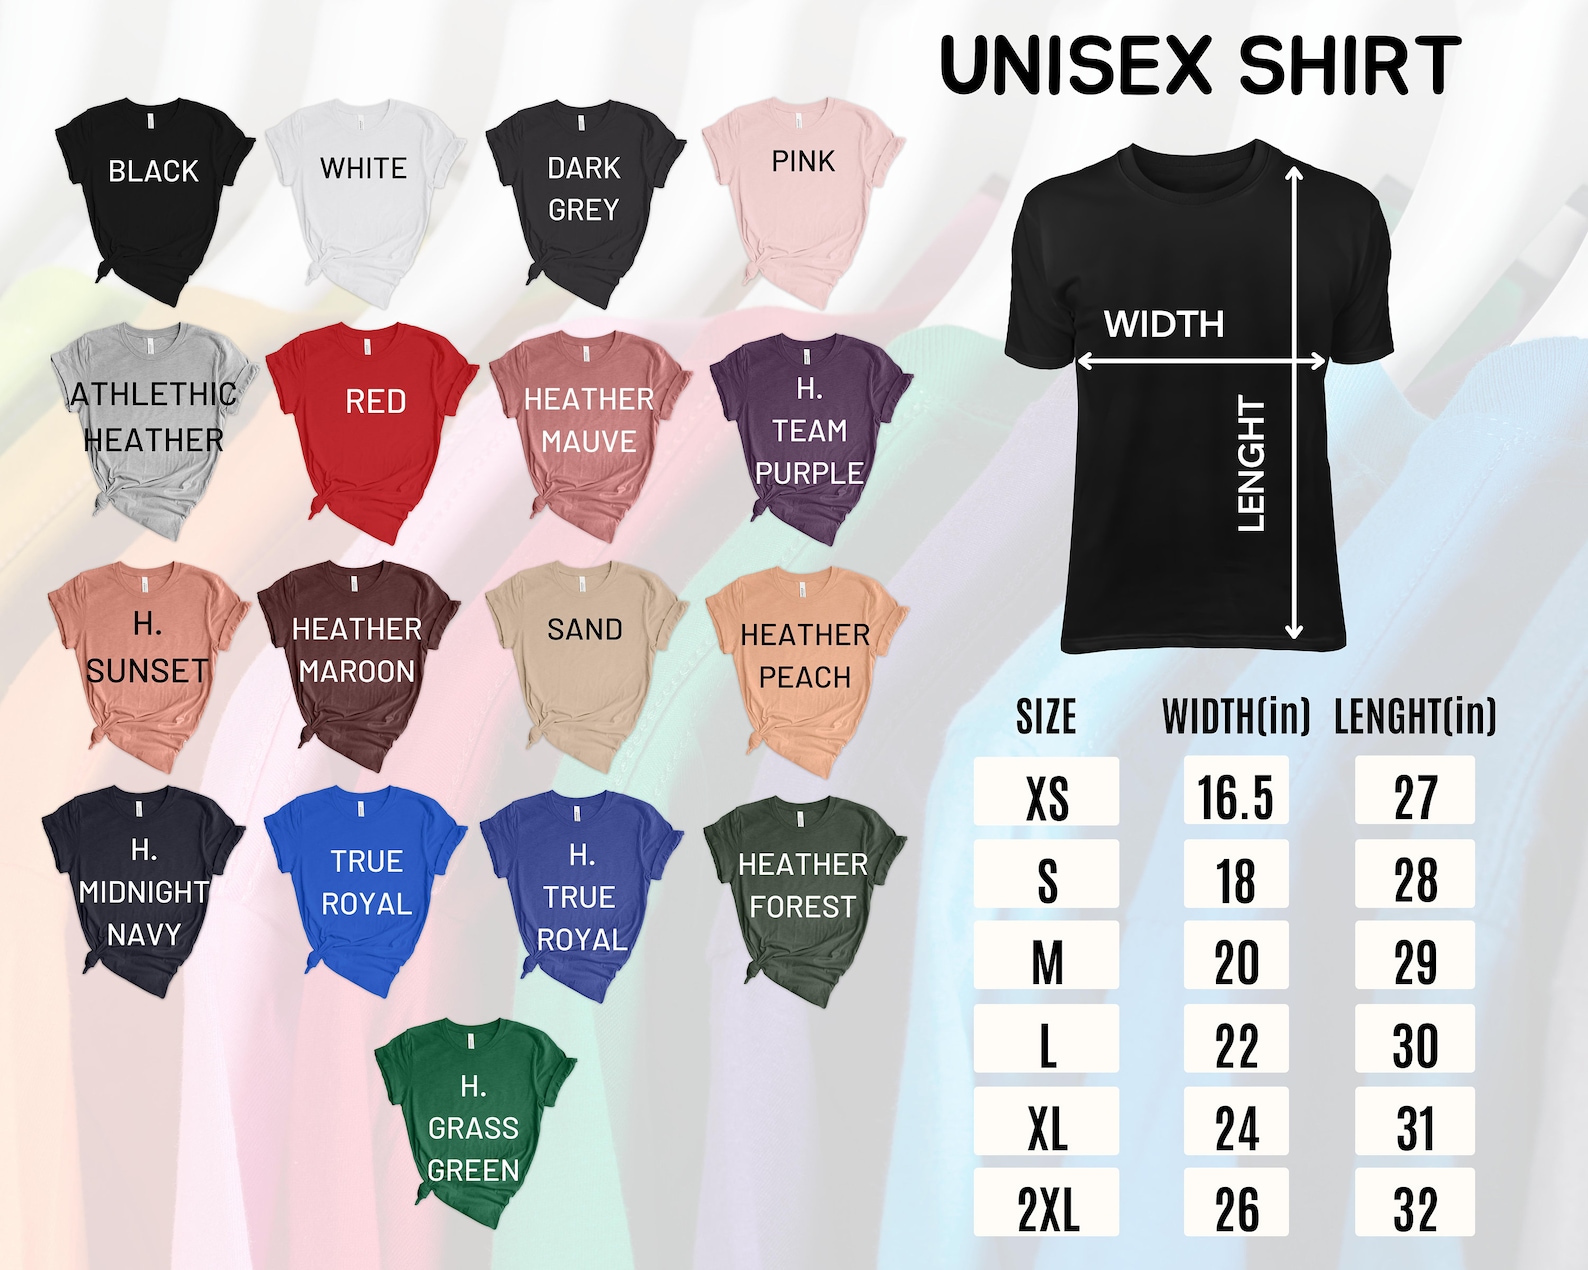 UNISEX SHIRT
BLACK
WHITE
DARK
GREY
PINK
ATHLETHIC
HEATHER
RED
HEATHER
MAUVE
H.
TEAM
PURPLE
H.
SUNSET
HEATHER
MAROON
SAND
HEATHER
PEACH
H.
MIDNIGHT
NAVY
TRUE
ROYAL
H.
TRUE
ROYAL
HEATHER
FOREST
H.
GRASS
GREEN
WIDTH
LENGHT
SIZE WIDTH(in) LENGHT(in)
XS 16.5 27
S 18 28
M 20 29
L 22 30
XL 24 31
2XL 26 32